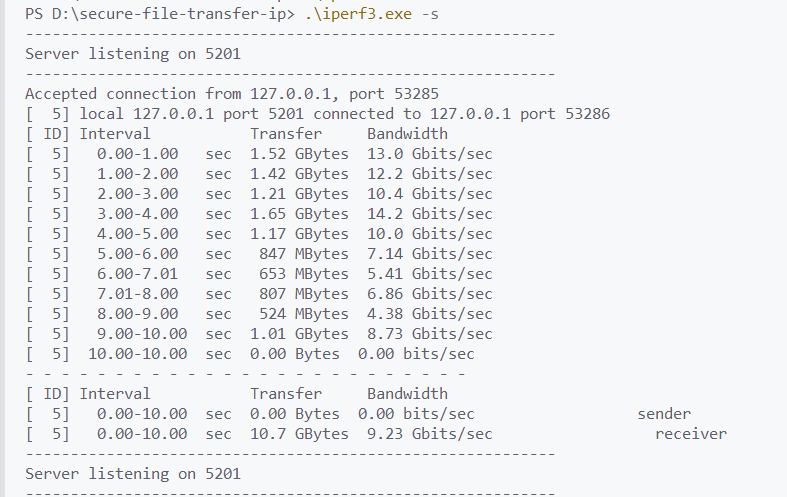 PS D:\secure-file-transfer-ip> .\iperf3.exe -s
-----------------------------------------------------------
Server listening on 5201
-----------------------------------------------------------
Accepted connection from 127.0.0.1, port 53285
[  5] local 127.0.0.1 port 5201 connected to 127.0.0.1 port 53286
[ ID] Interval           Transfer     Bandwidth
[  5]   0.00-1.00   sec  1.52 GBytes  13.0 Gbits/sec
[  5]   1.00-2.00   sec  1.42 GBytes  12.2 Gbits/sec
[  5]   2.00-3.00   sec  1.21 GBytes  10.4 Gbits/sec
[  5]   3.00-4.00   sec  1.65 GBytes  14.2 Gbits/sec
[  5]   4.00-5.00   sec  1.17 GBytes  10.0 Gbits/sec
[  5]   5.00-6.00   sec   847 MBytes  7.14 Gbits/sec
[  5]   6.00-7.01   sec   653 MBytes  5.41 Gbits/sec
[  5]   7.01-8.00   sec   807 MBytes  6.86 Gbits/sec
[  5]   8.00-9.00   sec   524 MBytes  4.38 Gbits/sec
[  5]   9.00-10.00  sec  1.01 GBytes  8.73 Gbits/sec
[  5]  10.00-10.00  sec  0.00 Bytes  0.00 bits/sec
- - - - - - - - - - - - - - - - - - - - - - - - -
[ ID] Interval           Transfer     Bandwidth
[  5]   0.00-10.00  sec  0.00 Bytes  0.00 bits/sec                  sender
[  5]   0.00-10.00  sec  10.7 GBytes  9.23 Gbits/sec                  receiver
-----------------------------------------------------------
Server listening on 5201
-----------------------------------------------------------